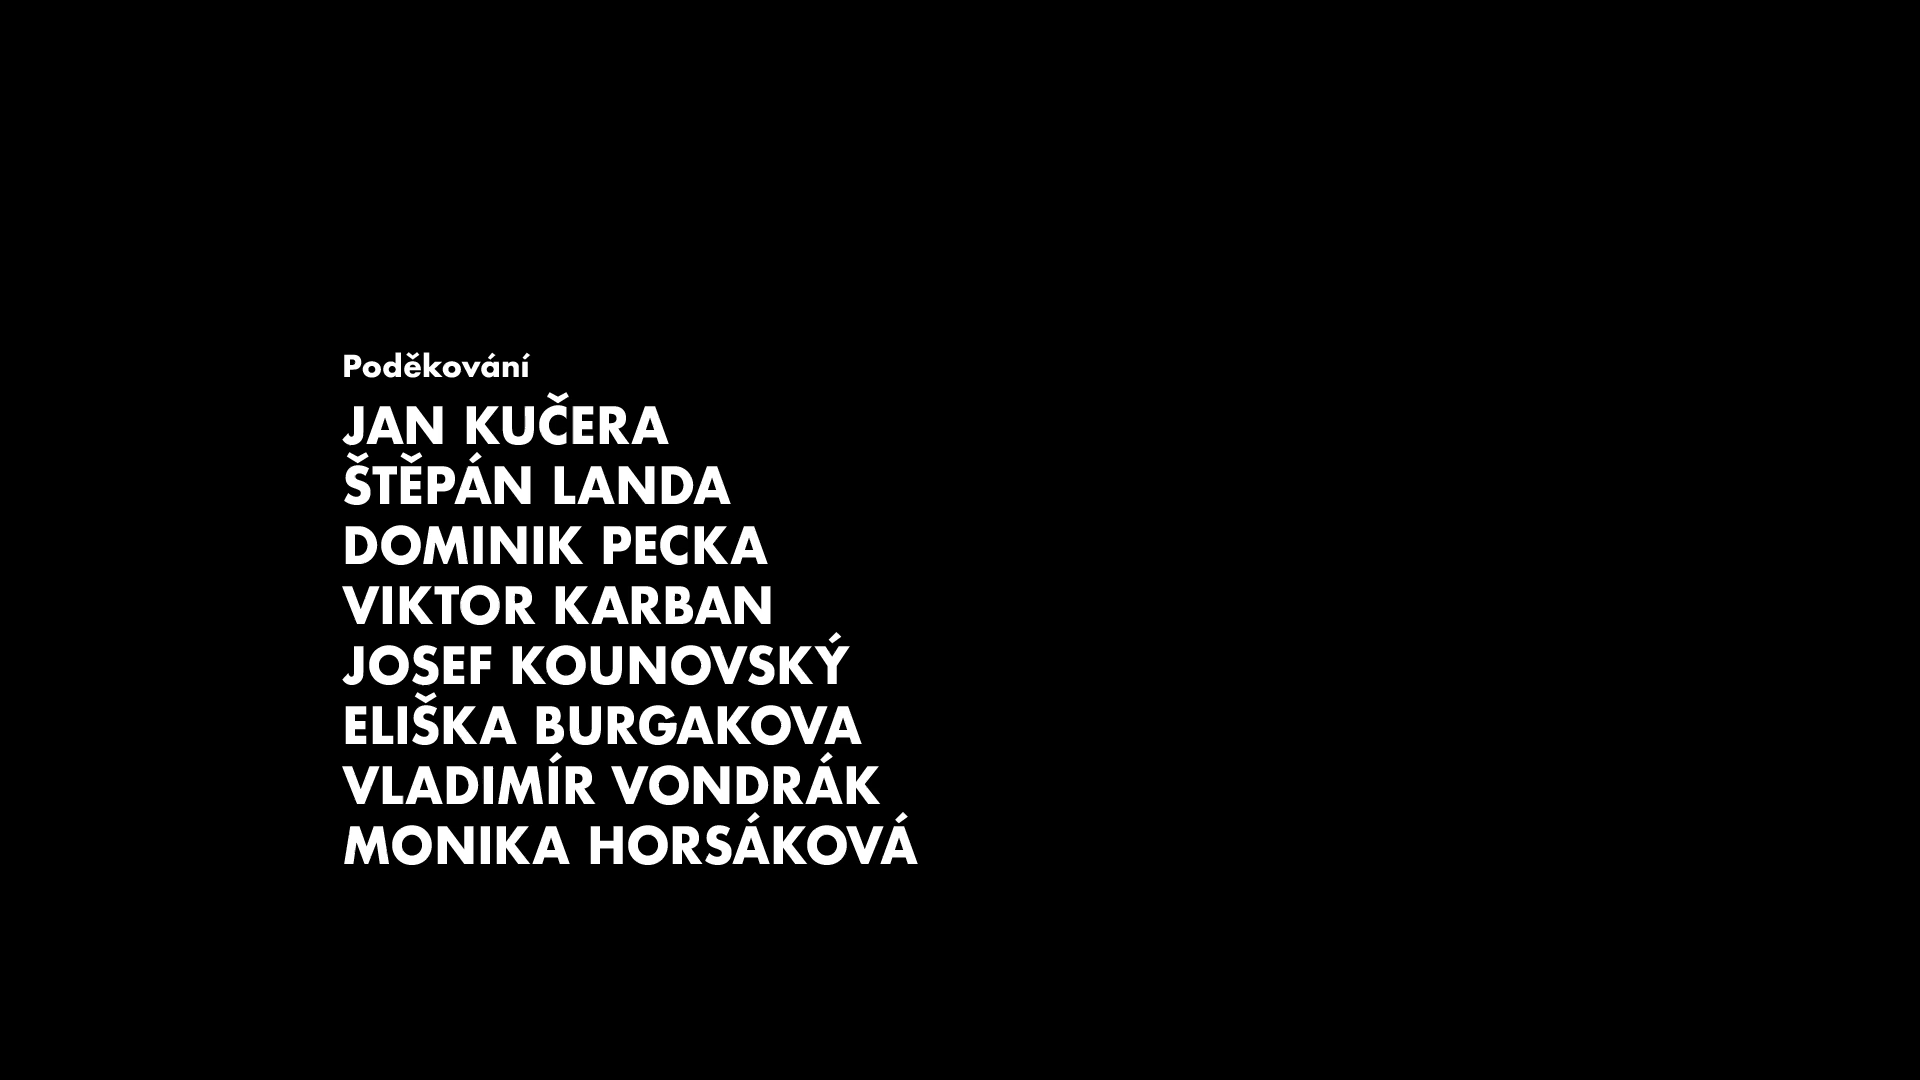 Poděkování
JAN KUČERA
ŠTĚPÁN LANDA
DOMINIK PECKA
VIKTOR KARBAN
JOSEF KOUNOVSKÝ
ELIŠKA BURGAKOVA
VLADIMÍR VONDRÁK
MONIKA HORSÁKOVÁ